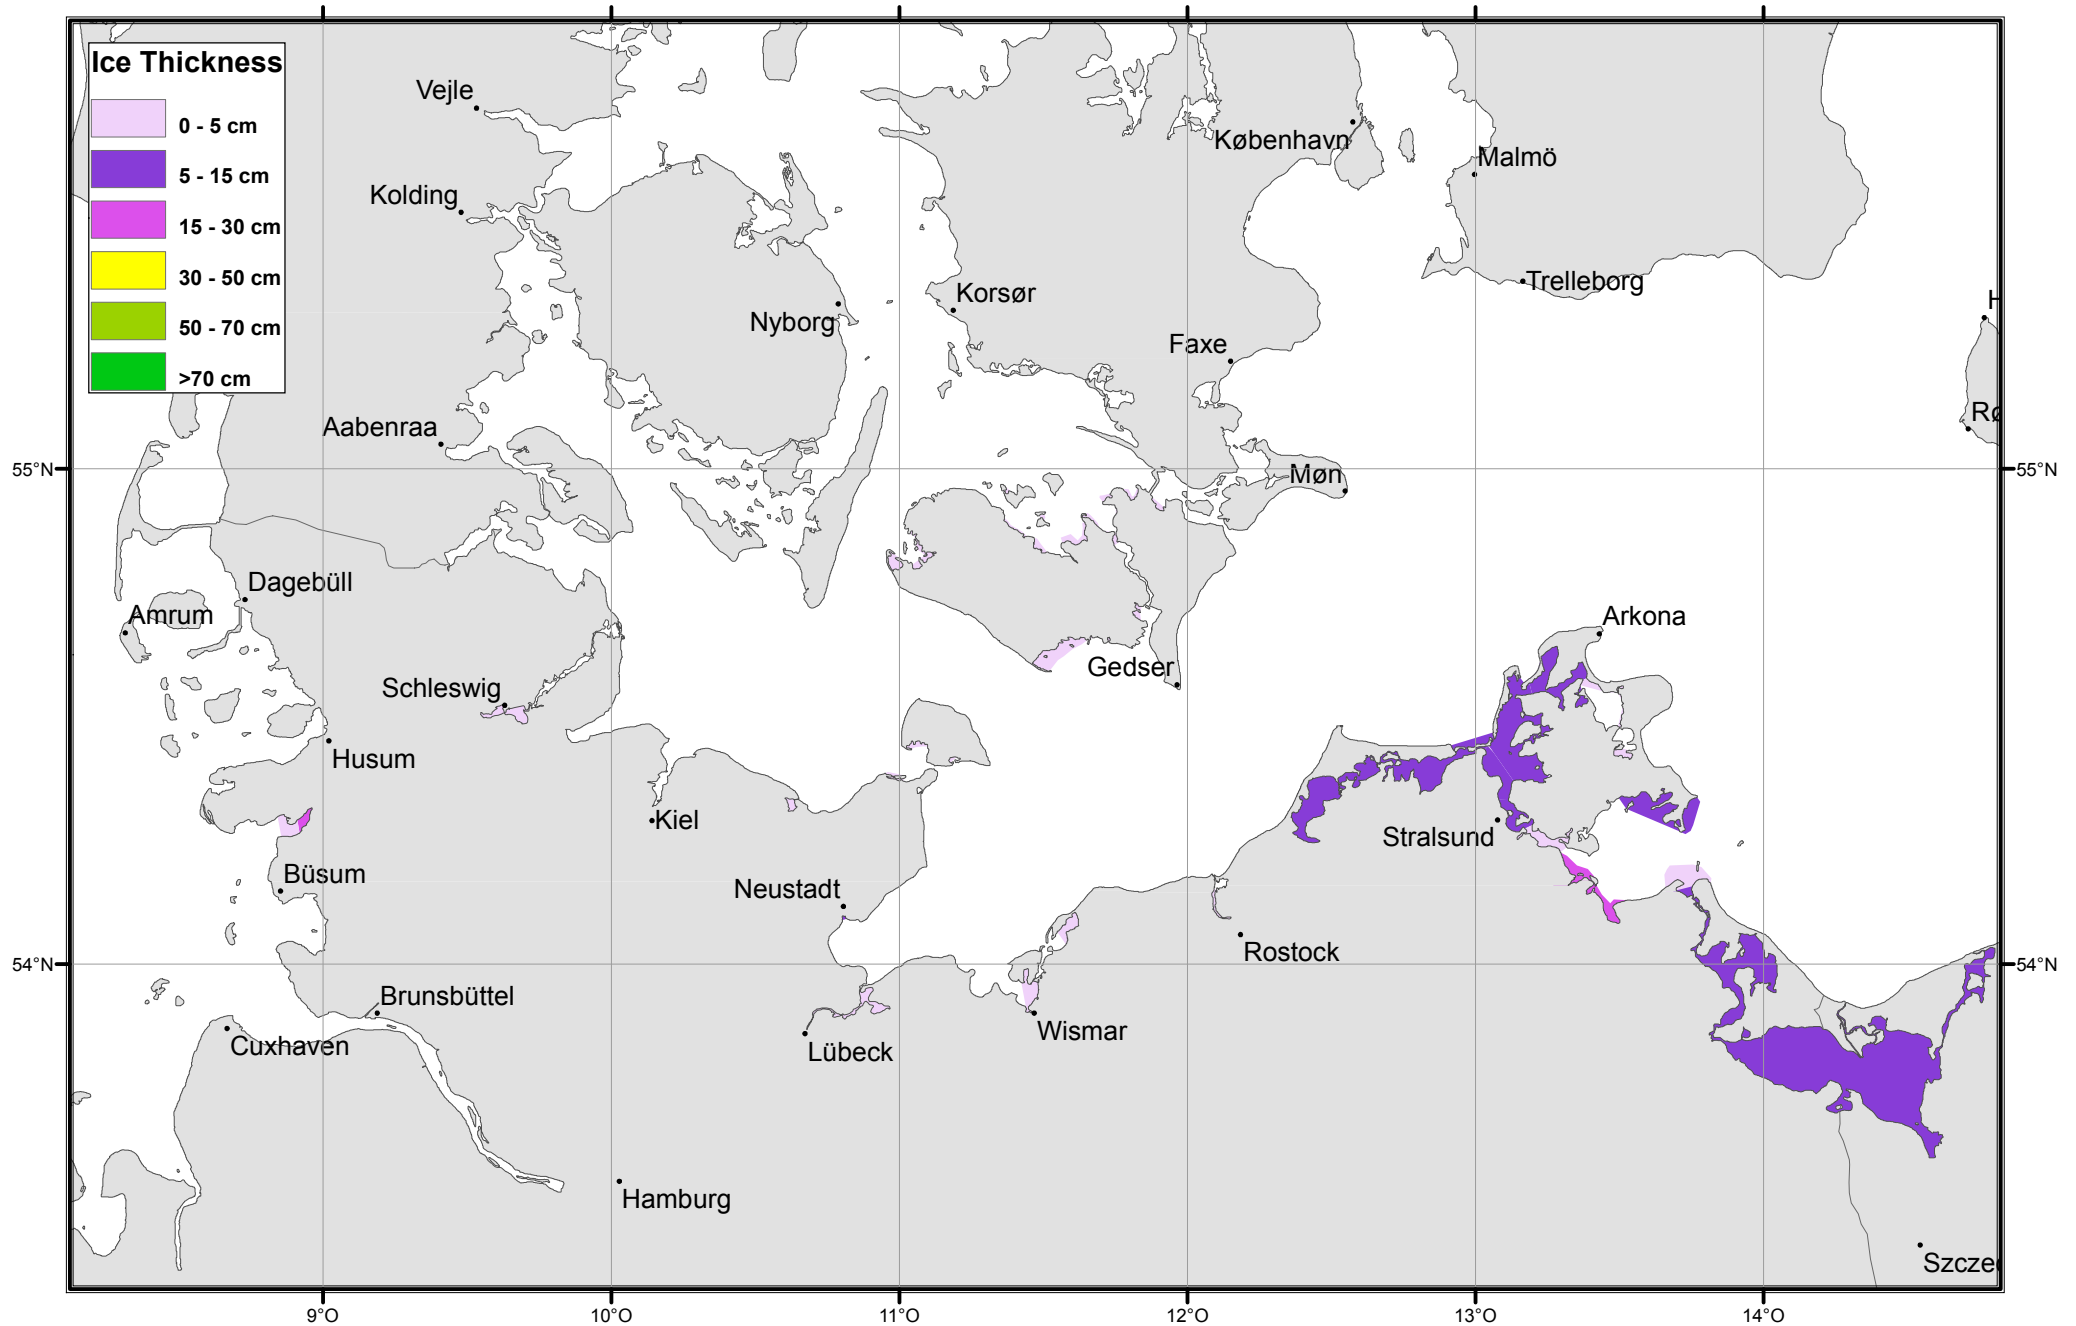 Ice Thickness
0 - 5 cm
5 - 15 cm
15 - 30 cm
30 - 50 cm
50 - 70 cm
>70 cm
Vejle
København
Malmö
Kolding
Trelleborg
Korsør
H
Nyborg
Faxe
Rø
Aabenraa
55°N
55°N
Møn
Dagebüll
Amrum
Arkona
Gedser
Schleswig
Husum
Kiel
Stralsund
Büsum
Neustadt
Rostock
54°N
54°N
Brunsbüttel
Wismar
Cuxhaven
Lübeck
Hamburg
Szcze
9°O
10°O
11°O
12°O
13°O
14°O